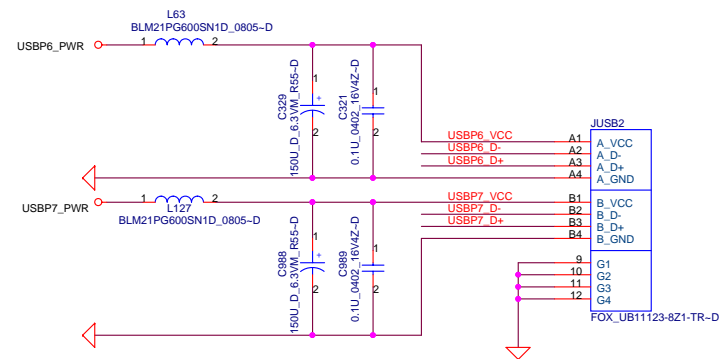 L63
BLM21PG600SN1D_0805~D
USBP6_PWR
1 2
C329
150U_D_6.3VM_R55~D
1
+
2
C321
0.1U_0402_16V4Z~D
1
2
JUSB2
USBP6_VCC A1 A_VCC
USBP6_D- A2 A_D-
USBP6_D+ A3 A_D+
A4 A_GND
USBP7_PWR
1 2
L127
BLM21PG600SN1D_0805~D
USBP7_VCC B1 B_VCC
USBP7_D- B2 B_D-
USBP7_D+ B3 B_D+
B4 B_GND
C988
150U_D_6.3VM_R55~D
1
+
2
C989
0.1U_0402_16V4Z~D
1
2
9 G1
10 G2
11 G3
12 G4
FOX_UB11123-8Z1-TR~D